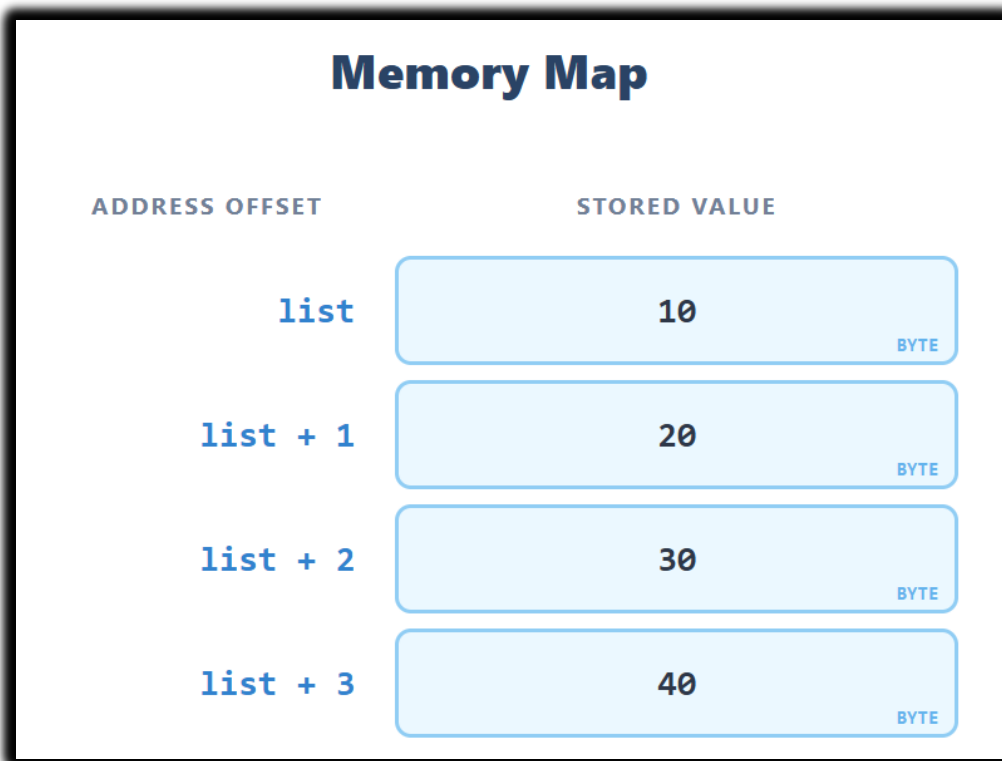 Memory Map
ADDRESS OFFSET STORED VALUE
list 10
BYTE
list + 1 20
BYTE
list + 2 30
BYTE
list + 3 40
BYTE